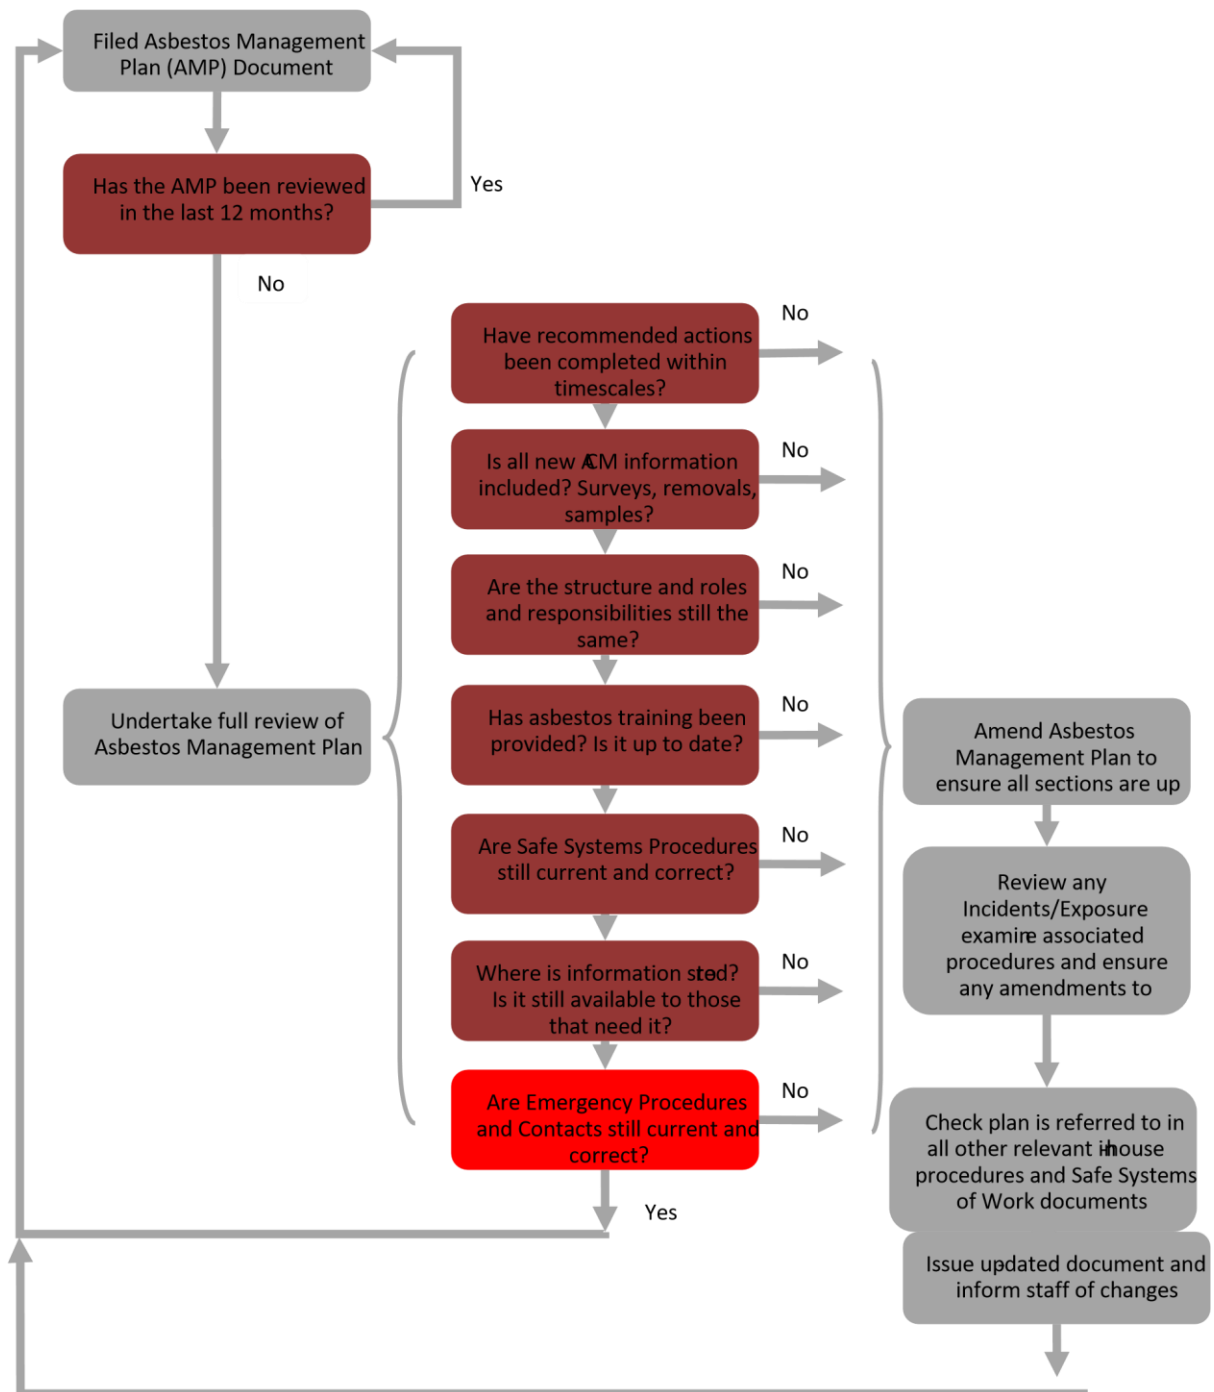 Filed Asbestos Management
Plan (AMP) Document
Has the AMP been reviewed
in the last 12 months?
Yes
No
Have recommended actions
been completed within
timescales?
No
Is all new ACM information
included? Surveys, removals,
samples?
No
Are the structure and roles
and responsibilities still the
same?
No
Undertake full review of
Asbestos Management Plan
Has asbestos training been
provided? Is it up to date?
No
Are Safe Systems Procedures
still current and correct?
No
Where is information
Is it still available to those
that need it?
No
Are Emergency Procedures
and Contacts still current and
correct?
No
Yes
Amend Asbestos
Management Plan to
ensure all sections are up
Review any
Incidents/Exposure
examine associated
procedures and ensure
any amendments to
Check plan is referred to in
all other relevant in-house
procedures and Safe Systems
of Work documents
Issue up-dated document and
inform staff of changes